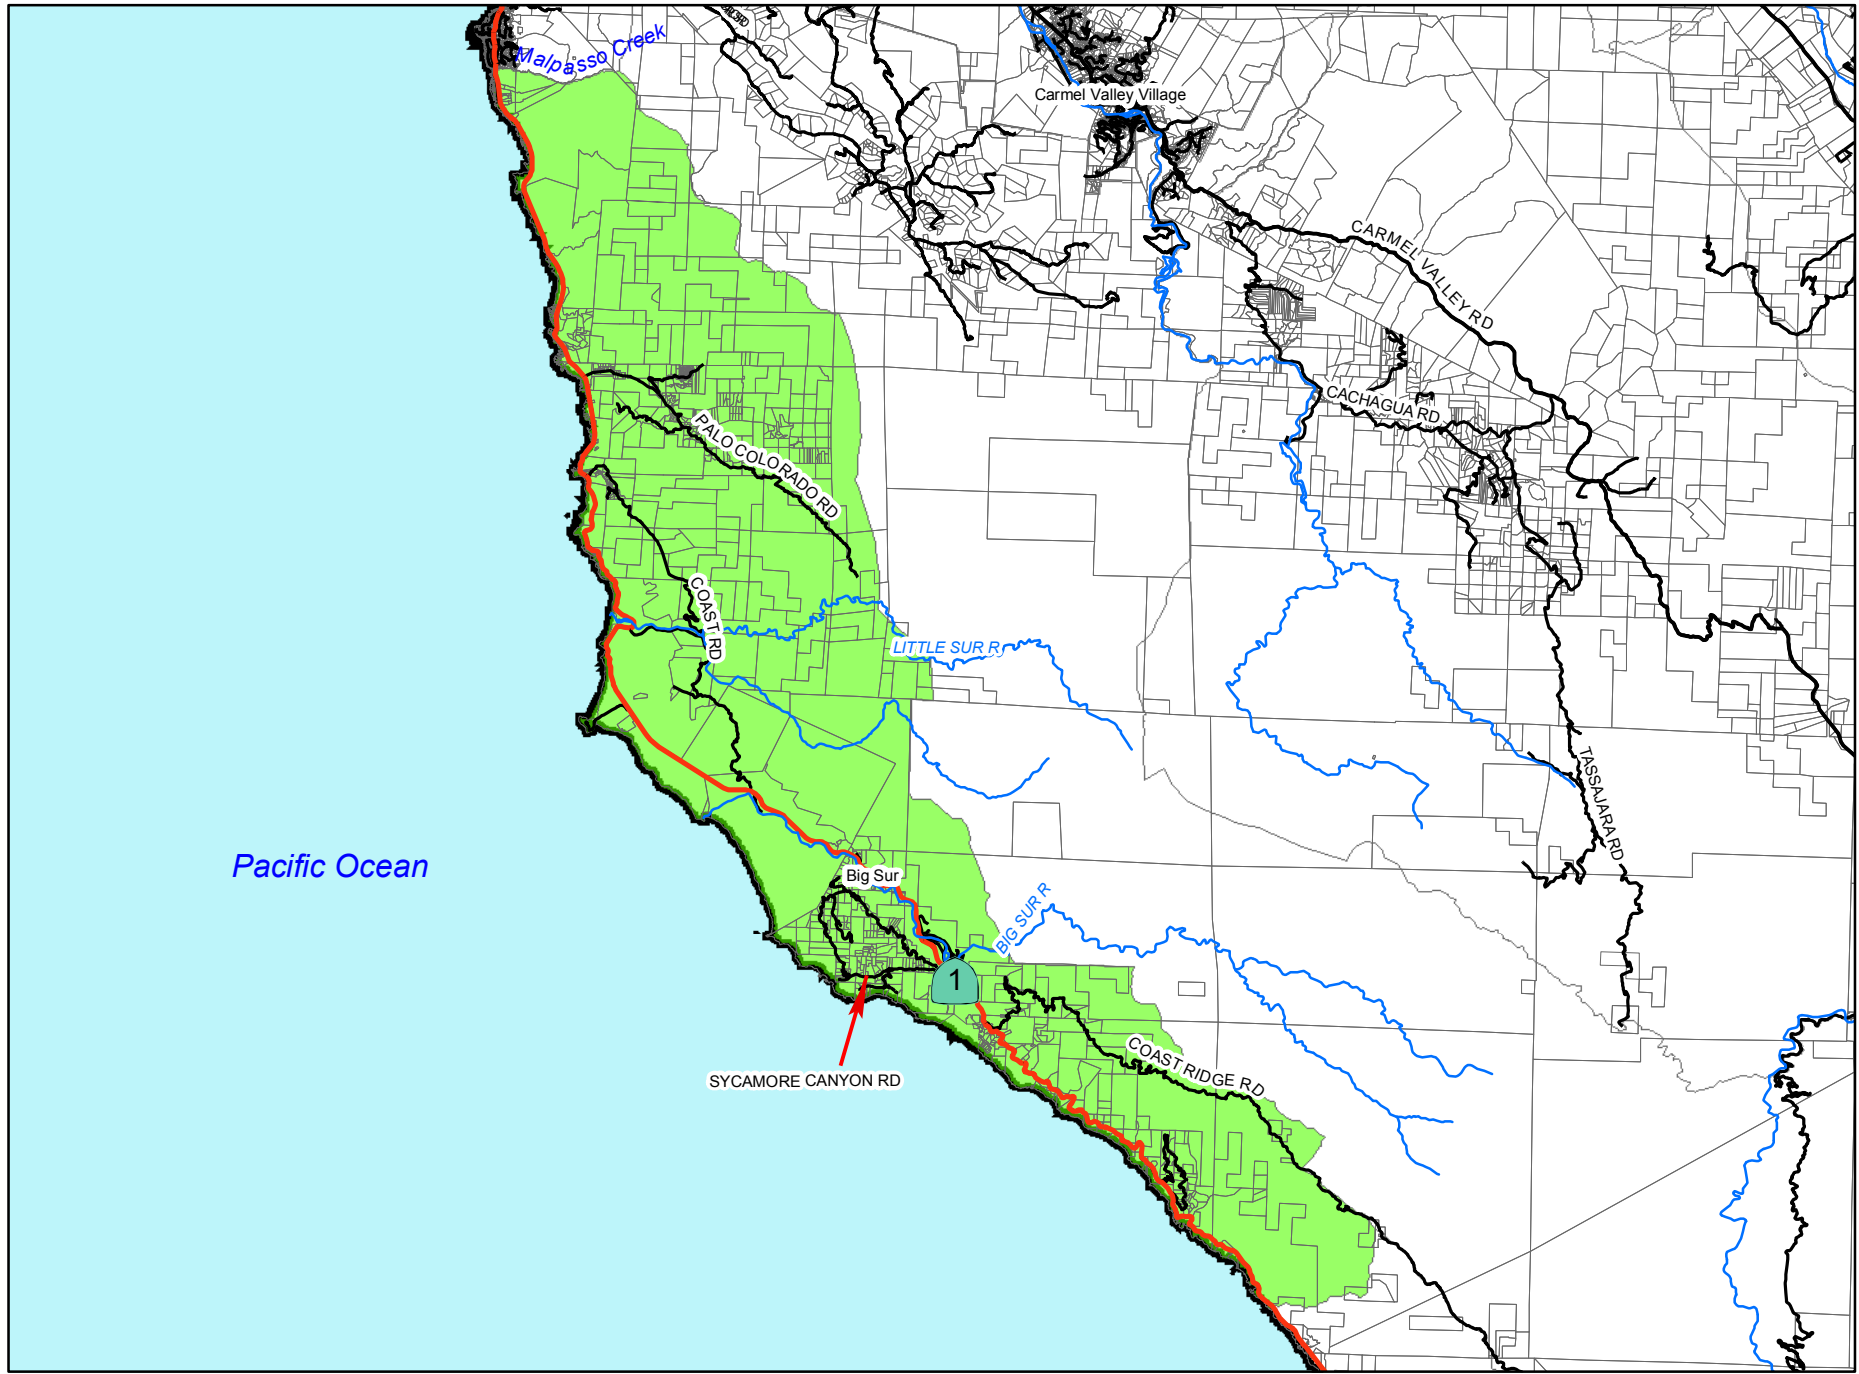 Malpasso Creek
Carmel Valley Village
CARMEL VALLEY RD
CACHAGUA RD
PALO COLORADO RD
COAST RD
LITTLE SUR R
TASSAJARA RD
Pacific Ocean
Big Sur
BIG SUR R
1
COAST RIDGE RD
SYCAMORE CANYON RD